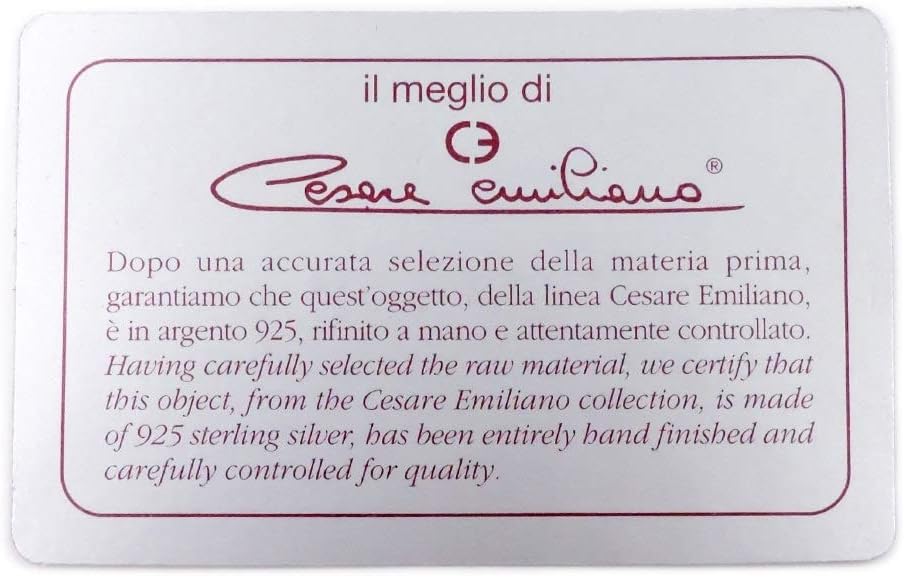 il meglio di
CE
Cesare Emiliano ®
Dopo una accurata selezione della materia prima,
garantiamo che quest'oggetto, della linea Cesare Emiliano,
è in argento 925, rifinito a mano e attentamente controllato.
Having carefully selected the raw material, we certify that
this object, from the Cesare Emiliano collection, is made
of 925 sterling silver, has been entirely hand finished and
carefully controlled for quality.